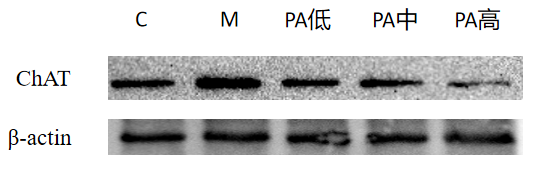 C M PA低 PA中 PA高
ChAT
β-actin